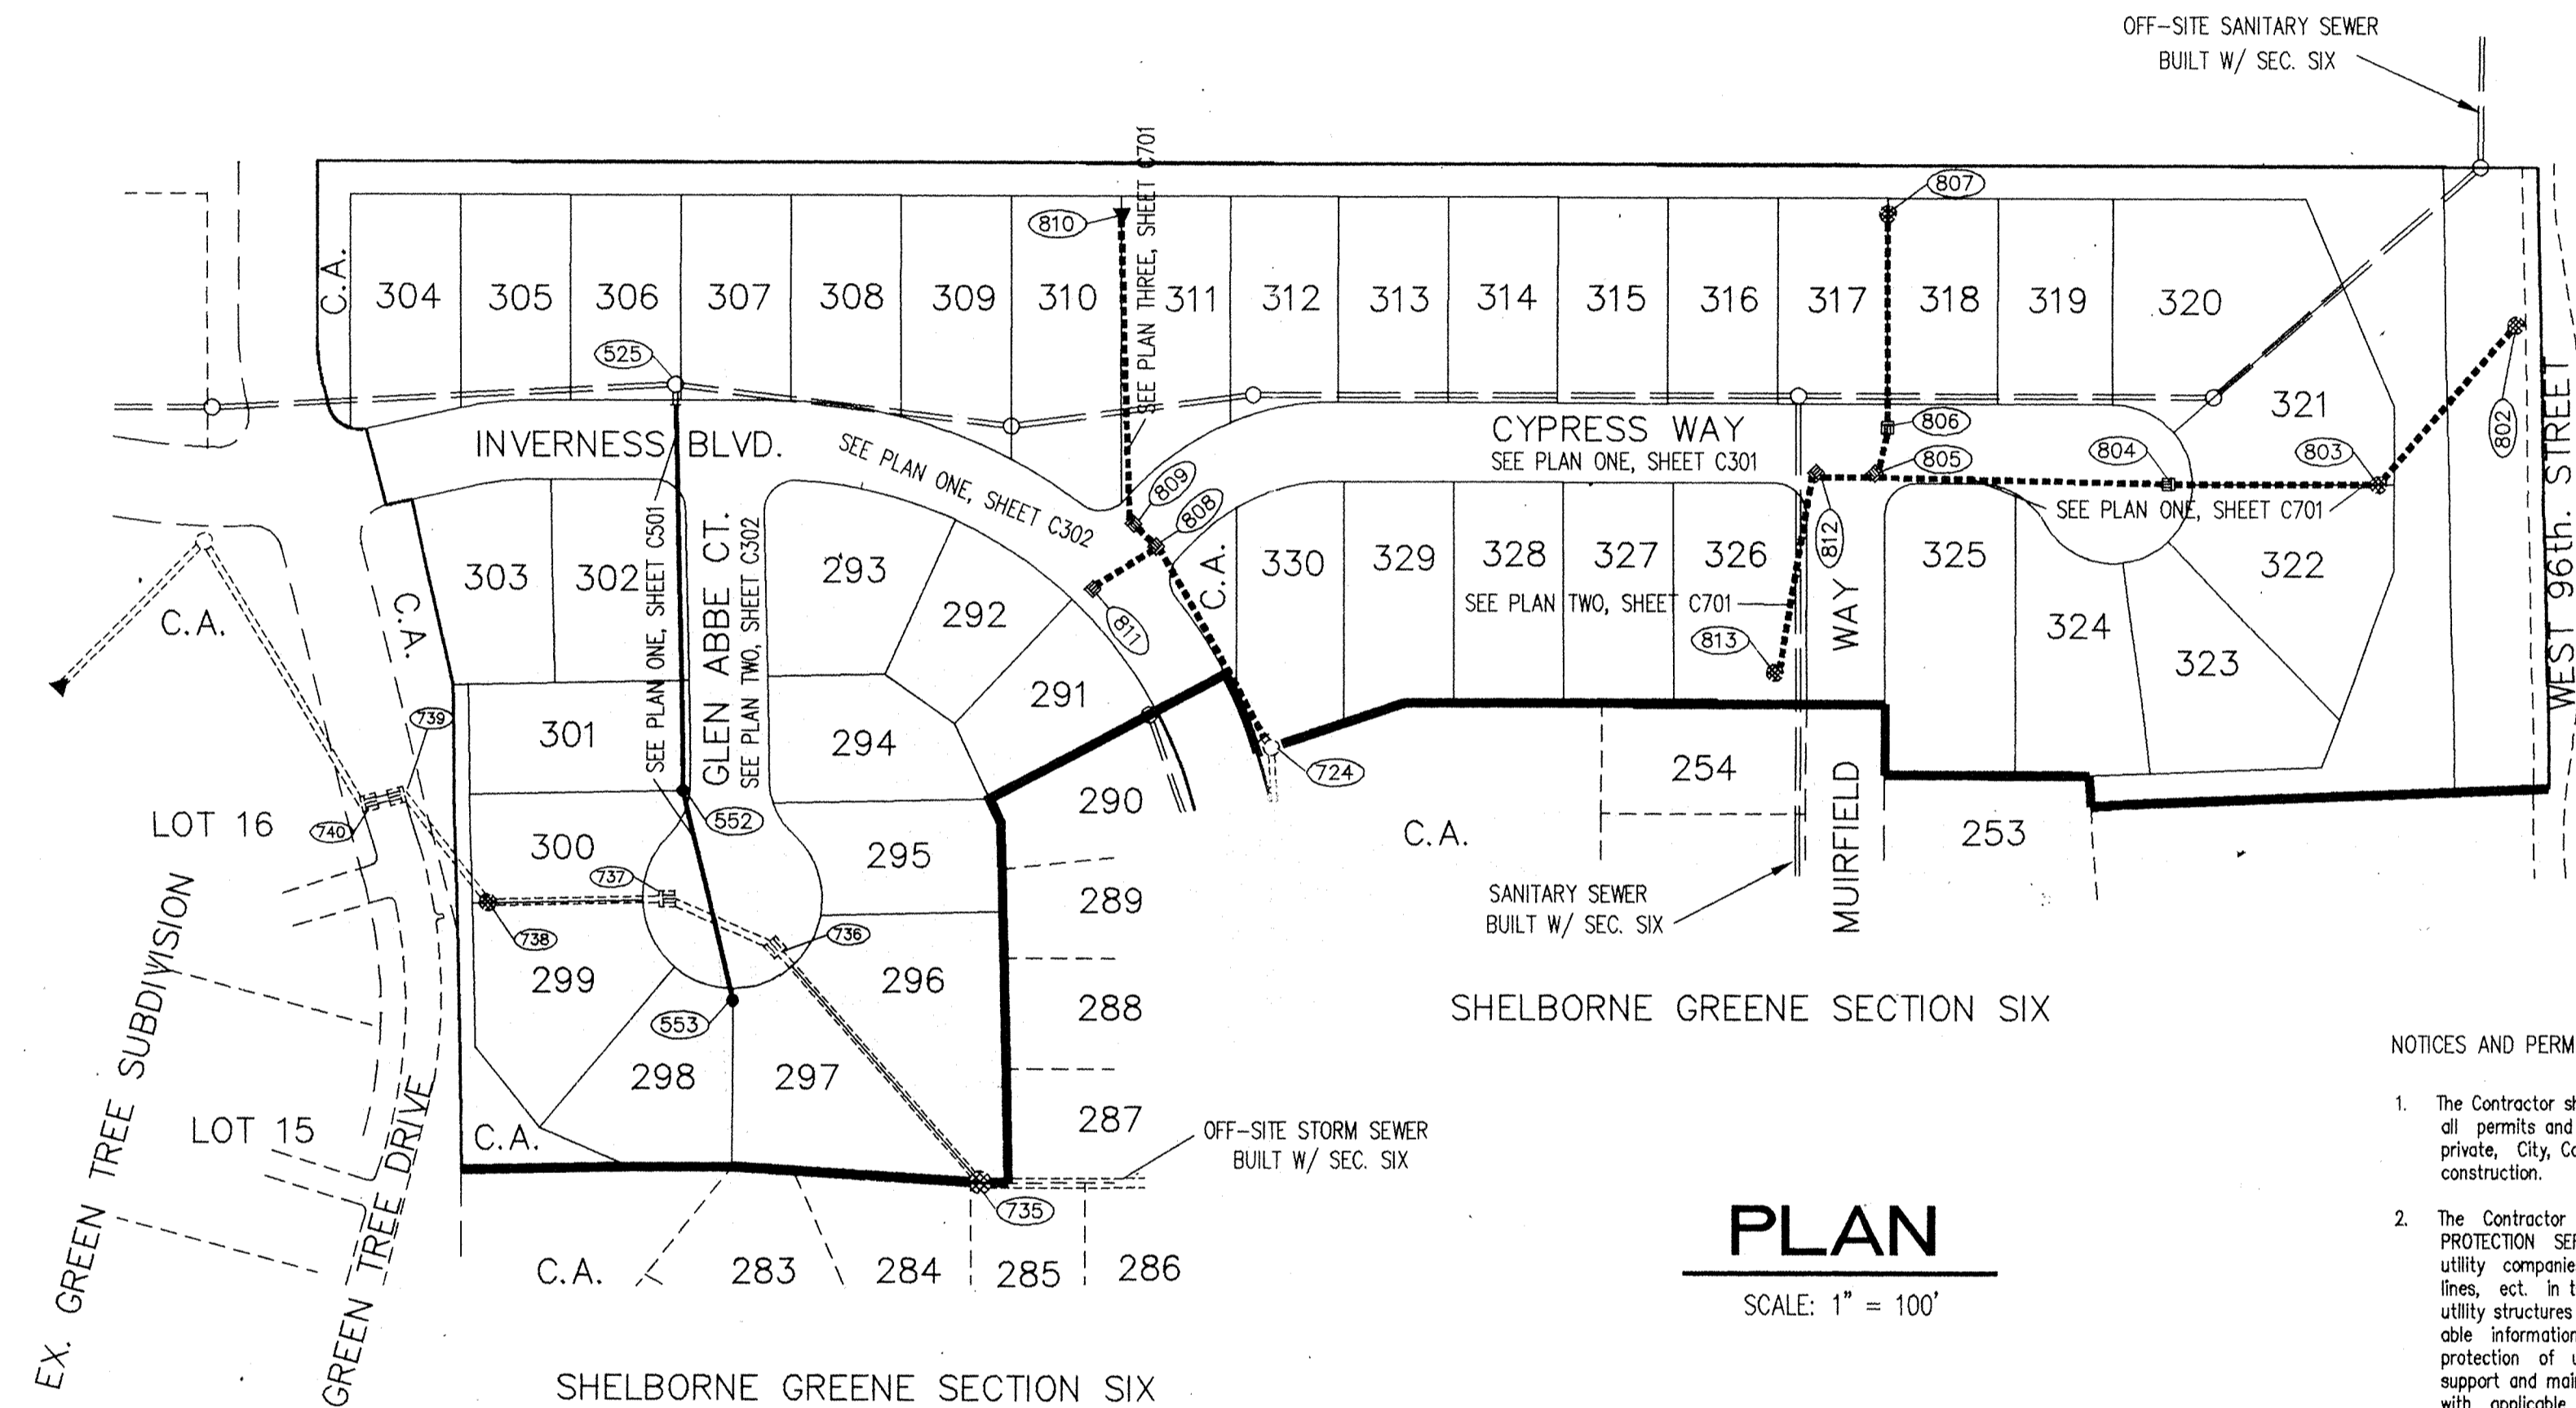 OFF-SITE SANITARY SEWER
BUILT W/ SEC. SIX
C.A.
304
305
306
307
308
309
310
311
312
313
314
315
316
317
318
319
320
321
810
SEE PLAN THREE, SHEET C701
807
525
802
INVERNESS BLVD.
SEE PLAN ONE, SHEET C302
CYPRESS WAY
SEE PLAN ONE, SHEET C301
806
805
804
803
SEE PLAN ONE, SHEET C701
WEST 96th. STREET
809
808
812
811
C.A.
C.A.
303
302
SEE PLAN ONE, SHEET C501
GLEN ABBE CT.
SEE PLAN TWO, SHEET C302
293
292
291
C.A.
330
329
328
327
326
SEE PLAN TWO, SHEET C701
813
MUIRFIELD WAY
325
324
323
322
739
301
294
290
724
254
253
C.A.
LOT 16
740
552
300
295
737
289
SANITARY SEWER
BUILT W/ SEC. SIX
738
736
299
296
553
288
SHELBORNE GREENE SECTION SIX
298
297
287
LOT 15
C.A.
OFF-SITE STORM SEWER
BUILT W/ SEC. SIX
735
EX. GREEN TREE SUBDIVISION
GREEN TREE DRIVE
C.A.
283
284
285
286
SHELBORNE GREENE SECTION SIX
PLAN
SCALE: 1" = 100'
NOTICES AND PERM
1. The Contractor sh
all permits and
private, City, Co
construction.
2. The Contractor
PROTECTION SEF
utility companie
lines, ect. in t
utility structures
able information
protection of u
support and mai
with applicable